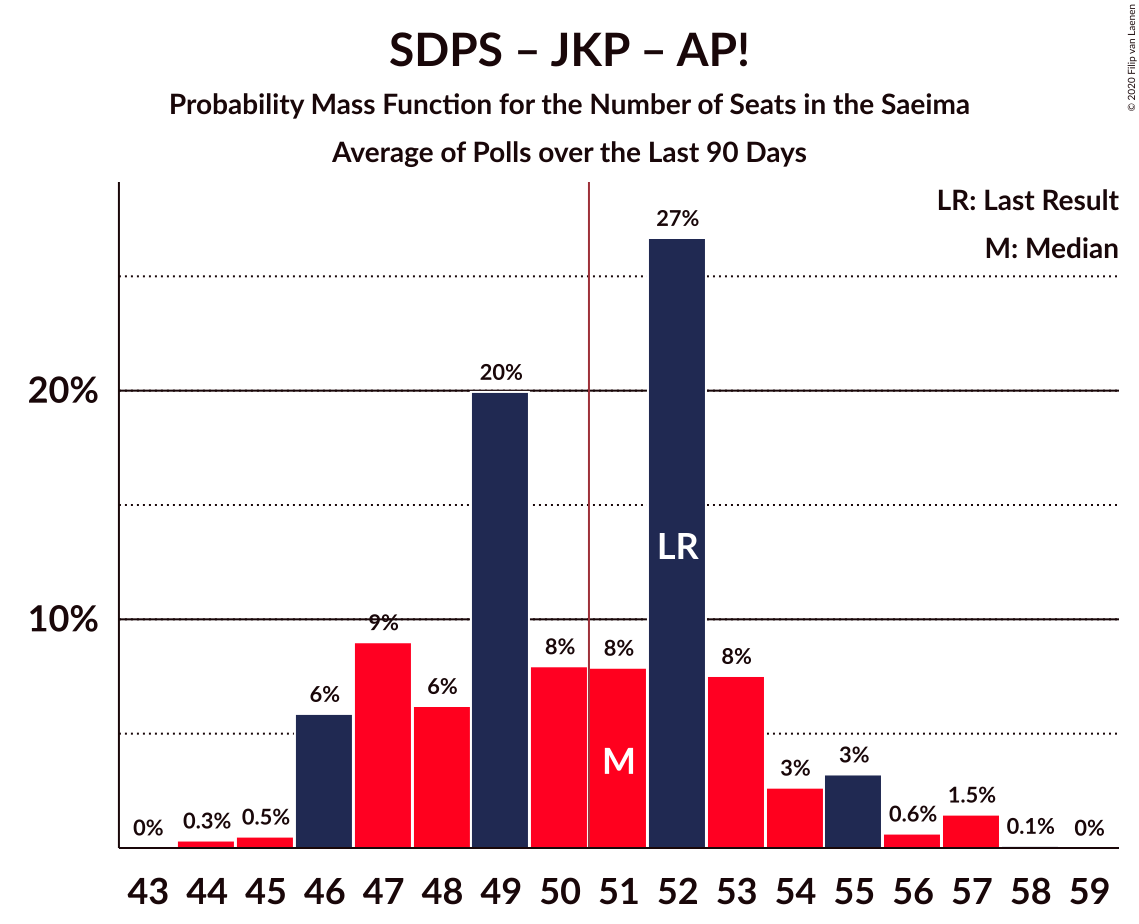 SDPS – JKP – AP!
Probability Mass Function for the Number of Seats in the Saeima
Average of Polls over the Last 90 Days
© 2020 Filip van Laenen
LR: Last Result
M: Median
20%
10%
0%
0.3%
0.5%
6%
9%
6%
20%
8%
8%
27%
8%
3%
3%
0.6%
1.5%
0.1%
0%
LR
M
43 44 45 46 47 48 49 50 51 52 53 54 55 56 57 58 59